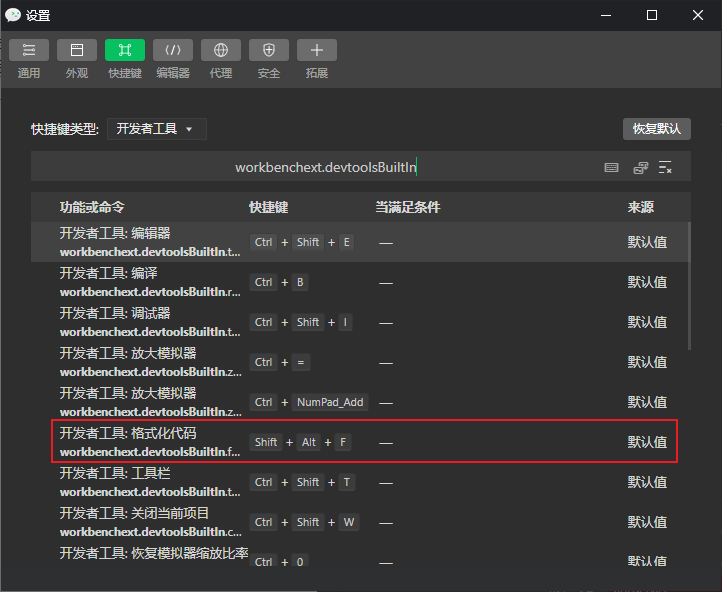 设置
通用 外观 快捷键 编辑器 代理 安全 拓展
快捷键类型: 开发者工具 恢复默认
workbenchext.devtoolsBuiltIn
功能或命令 快捷键 当满足条件 来源
开发者工具: 编辑器
workbenchext.devtoolsBuiltIn.t... Ctrl + Shift + E — 默认值
开发者工具: 编译
workbenchext.devtoolsBuiltIn.r... Ctrl + B — 默认值
开发者工具: 调试器
workbenchext.devtoolsBuiltIn.t... Ctrl + Shift + I — 默认值
开发者工具: 放大模拟器
workbenchext.devtoolsBuiltIn.z... Ctrl + = — 默认值
开发者工具: 放大模拟器
workbenchext.devtoolsBuiltIn.z... Ctrl + NumPad_Add — 默认值
开发者工具: 格式化代码
workbenchext.devtoolsBuiltIn.f... Shift + Alt + F — 默认值
开发者工具: 工具栏
workbenchext.devtoolsBuiltIn.t... Ctrl + Shift + T — 默认值
开发者工具: 关闭当前项目
workbenchext.devtoolsBuiltIn.c... Ctrl + Shift + W — 默认值
开发者工具: 恢复模拟器缩放比率
Ctrl + 0 — 默认值